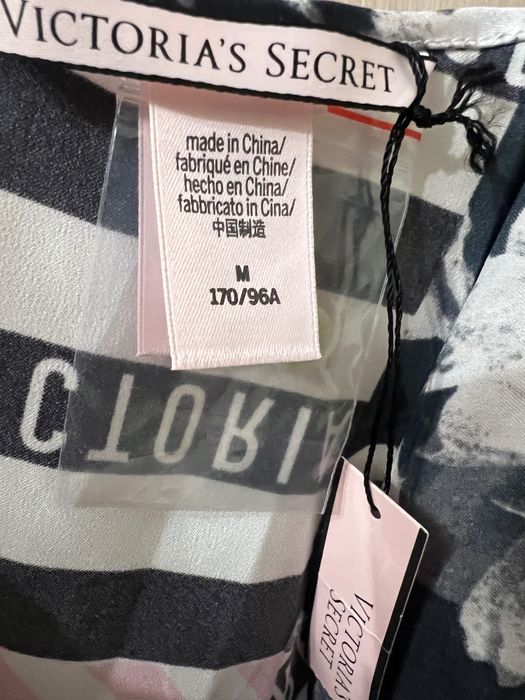 VICTORIA'S SECRET
made in China/
fabriqué en Chine/
hecho en China/
fabbricato in Cina/
中国制造
M
170/96A
CTORIA
VICTORIA'S
SECRET